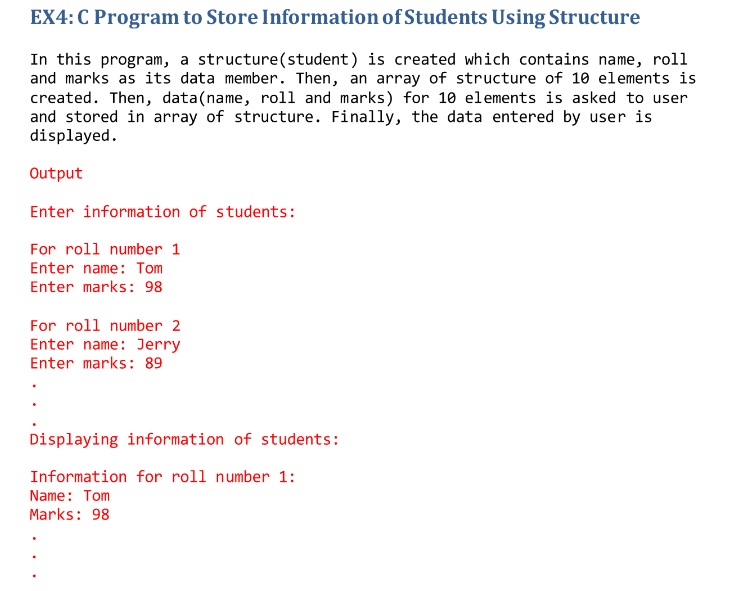 EX4: C Program to Store Information of Students Using Structure
In this program, a structure(student) is created which contains name, roll
and marks as its data member. Then, an array of structure of 10 elements is
created. Then, data(name, roll and marks) for 10 elements is asked to user
and stored in array of structure. Finally, the data entered by user is
displayed.
Output
Enter information of students:
For roll number 1
Enter name: Tom
Enter marks: 98
For roll number 2
Enter name: Jerry
Enter marks: 89
.
.
.
Displaying information of students:
Information for roll number 1:
Name: Tom
Marks: 98
.
.
.